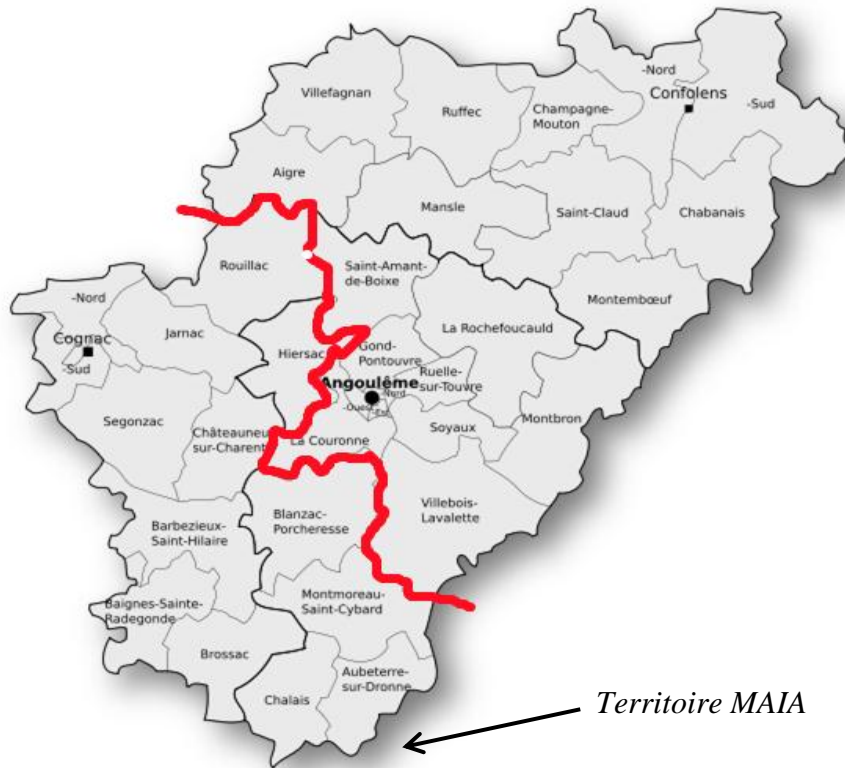 -Nord
Confolens
-Sud
Villefagnan
Ruffec
Champagne-
Mouton
Aigre
Mansle
Saint-Claud
Chabanais
Rouillac
Saint-Amant-
de-Boixe
Montembœuf
-Nord
Cognac
-Sud
Jarnac
Hiersac
Gond-
Pontouvre
La Rochefoucauld
Ruelle-
sur-Touvre
Angoulême
-Nord
-Ouest
-Est
Segonzac
Châteauneu
sur-Charent
La Couronne
Soyaux
Montbron
Villebois-
Lavalette
Blanzac-
Porcheresse
Barbezieux-
Saint-Hilaire
Montmoreau-
Saint-Cybard
Baignes-Sainte-
Radegonde
Brossac
Chalais
Aubeterre-
sur-Dronne
Territoire MAIA